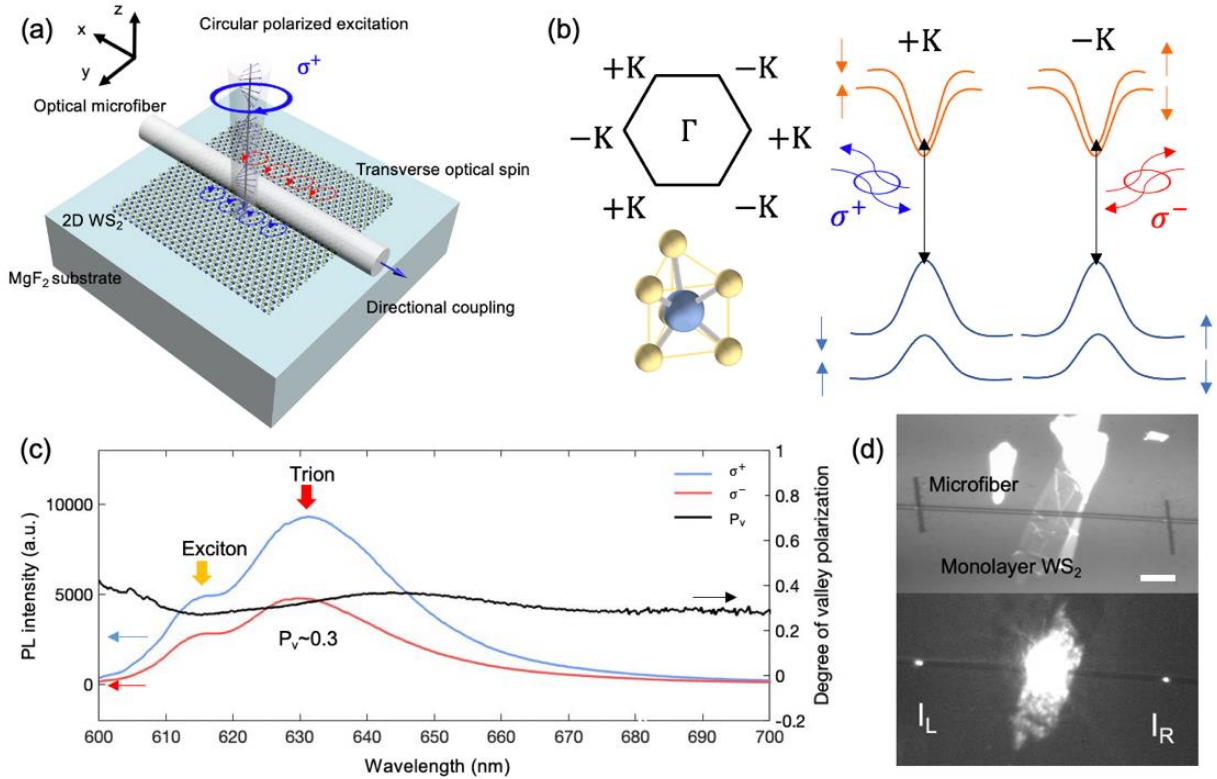 (a)
z
x
y
Circular polarized excitation
σ⁺
Optical microfiber
Transverse optical spin
2D WS₂
MgF₂ substrate
Directional coupling
(b)
+K −K
−K Γ +K
+K −K
+K −K
σ⁺ σ⁻
(c)
PL intensity (a.u.)
10000
5000
0
Exciton
Trion
Pᵥ~0.3
σ⁺
σ⁻
Pᵥ
1
0.8
0.6
0.4
0.2
0
-0.2
Degree of valley polarization
600 610 620 630 640 650 660 670 680 690 700
Wavelength (nm)
(d)
Microfiber
Monolayer WS₂
I_L I_R